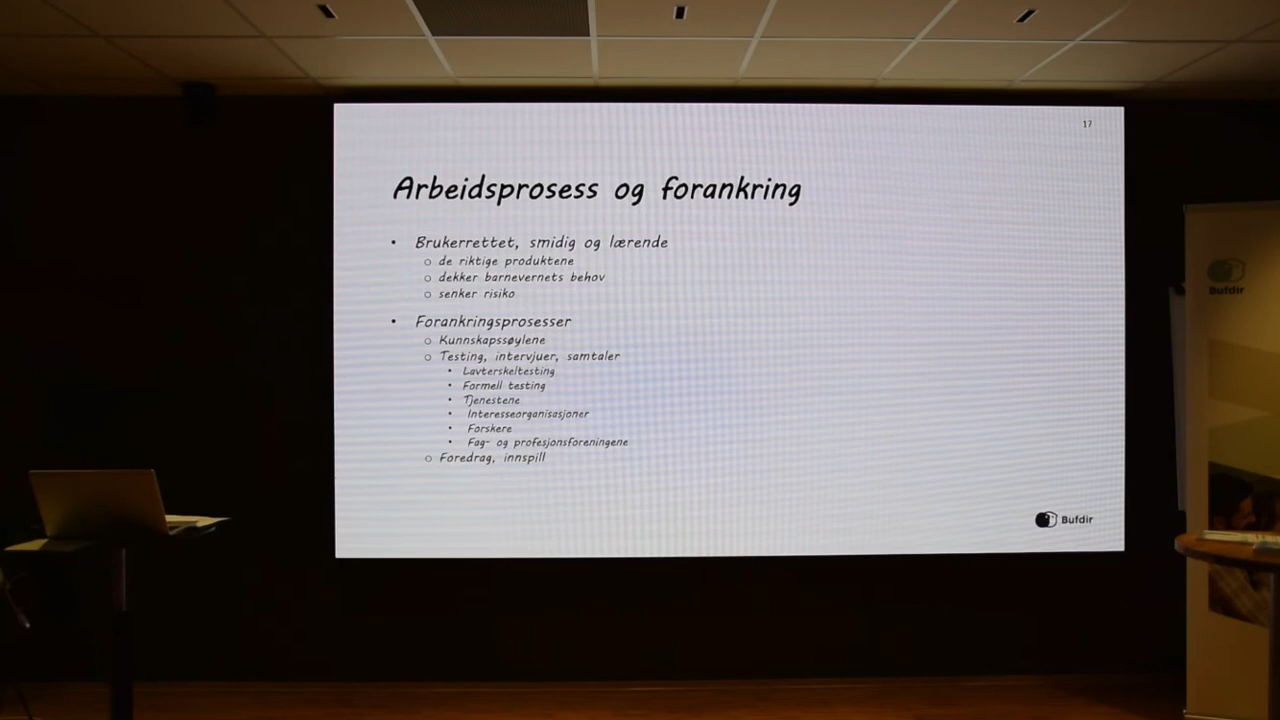 17
Arbeidsprosess og forankring
• Brukerrettet, smidig og lærende
o de riktige produktene
o dekker barnevernets behov
o senker risiko
• Forankringsprosesser
o Kunnskapssøylene
o Testing, intervjuer, samtaler
• Lavterskeltesting
• Formell testing
• Tjenestene
• Interesseorganisasjoner
• Forskere
• Fag- og profesjonsforeningene
o Foredrag, innspill
Bufdir
Bufdir